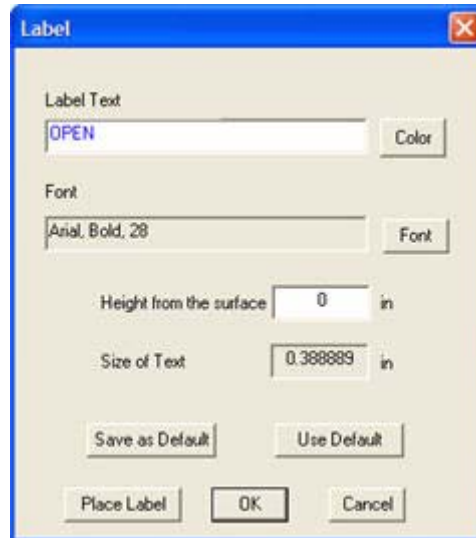 Label
Label Text
OPEN
Color
Font
Arial, Bold, 28
Font
Height from the surface 0 in
Size of Text 0.388889 in
Save as Default Use Default
Place Label OK Cancel